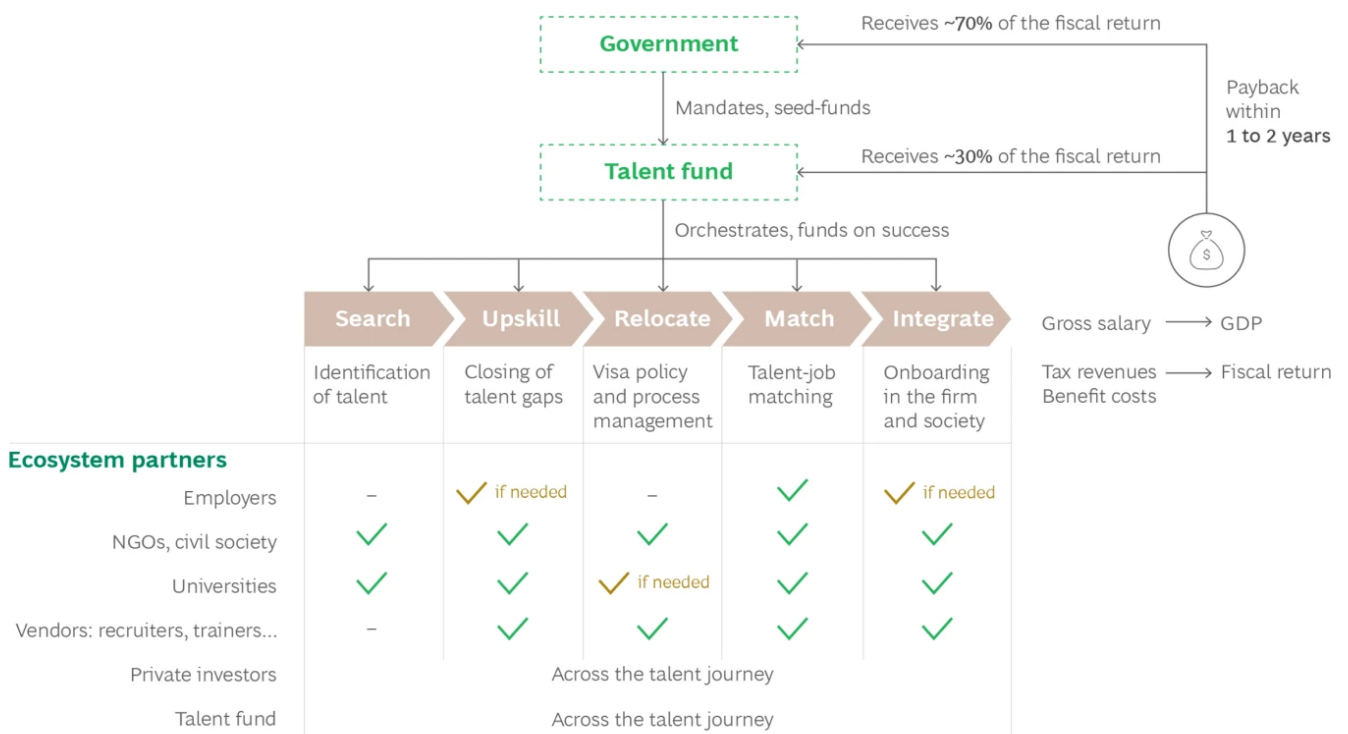 Receives ~70% of the fiscal return
Government
Payback
within
1 to 2 years
Mandates, seed-funds
Receives ~30% of the fiscal return
Talent fund
Orchestrates, funds on success
$
Search
Upskill
Relocate
Match
Integrate
Gross salary
GDP
Identification
of talent
Closing of
talent gaps
Visa policy
and process
management
Talent-job
matching
Onboarding
in the firm
and society
Tax revenues
Benefit costs
Fiscal return
Ecosystem partners
Employers – if needed – if needed
NGOs, civil society
Universities if needed
Vendors: recruiters, trainers... –
Private investors Across the talent journey
Talent fund Across the talent journey